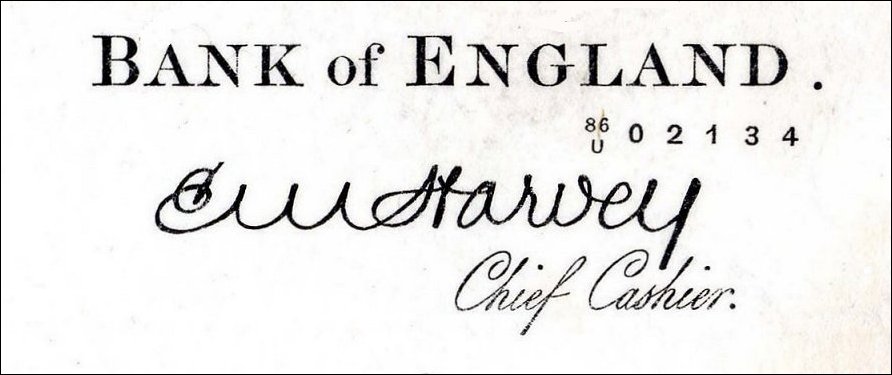 BANK of ENGLAND.
86
U 02134
E M Harvey
Chief Cashier.